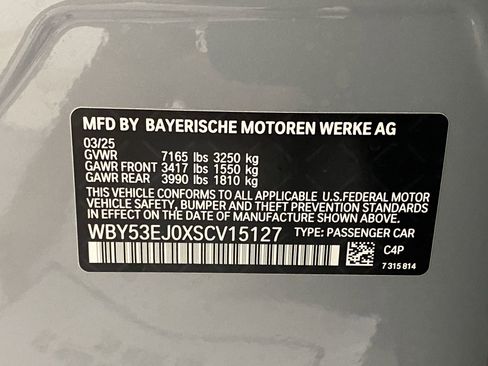 MFD BY BAYERISCHE MOTOREN WERKE AG
03/25
GVWR 7165 lbs 3250 kg
GAWR FRONT 3417 lbs 1550 kg
GAWR REAR 3990 lbs 1810 kg
THIS VEHICLE CONFORMS TO ALL APPLICABLE U.S.FEDERAL MOTOR
VEHICLE SAFETY, BUMPER, AND THEFT PREVENTION STANDARDS IN
EFFECT ON THE DATE OF MANUFACTURE SHOWN ABOVE.
WBY53EJ0XSCV15127 TYPE: PASSENGER CAR
C4P
7 315 814